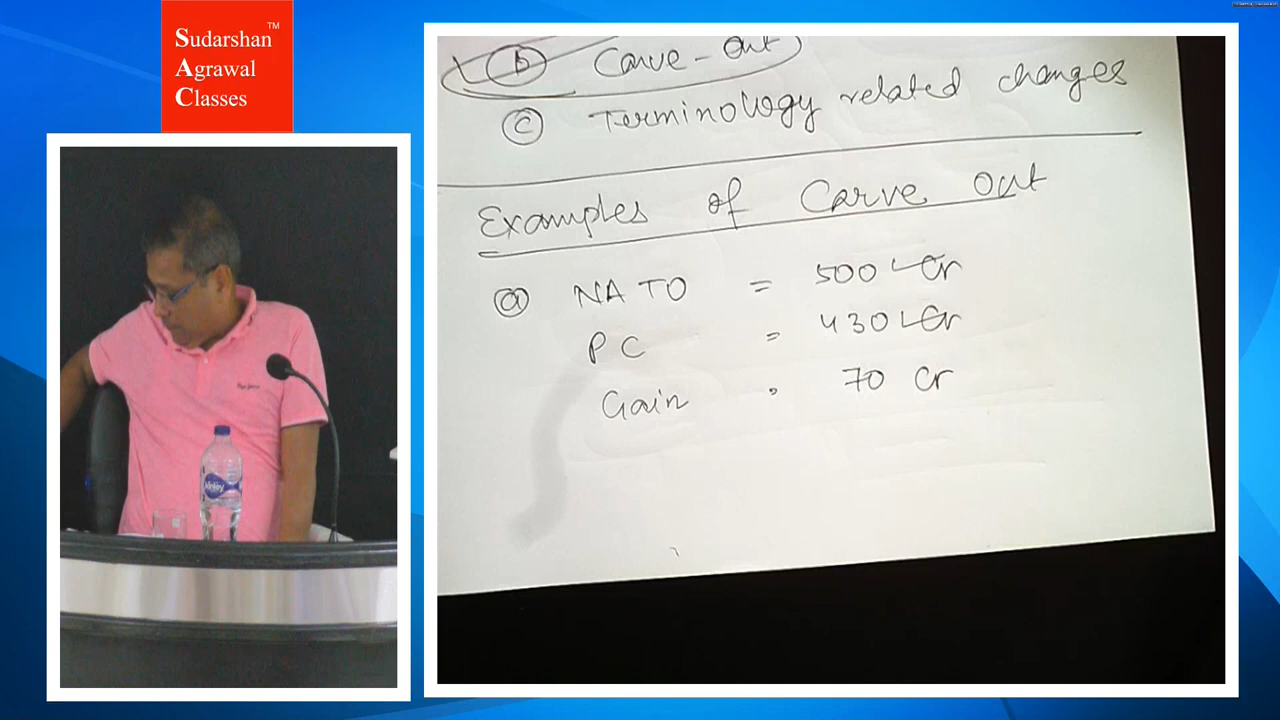 Sudarshan™
Agrawal
Classes
b Carve-Out
c Terminology related changes
Examples of Carve Out
a NATO = 500 Cr
PC = 430 Cr
Gain = 70 Cr
Kinley